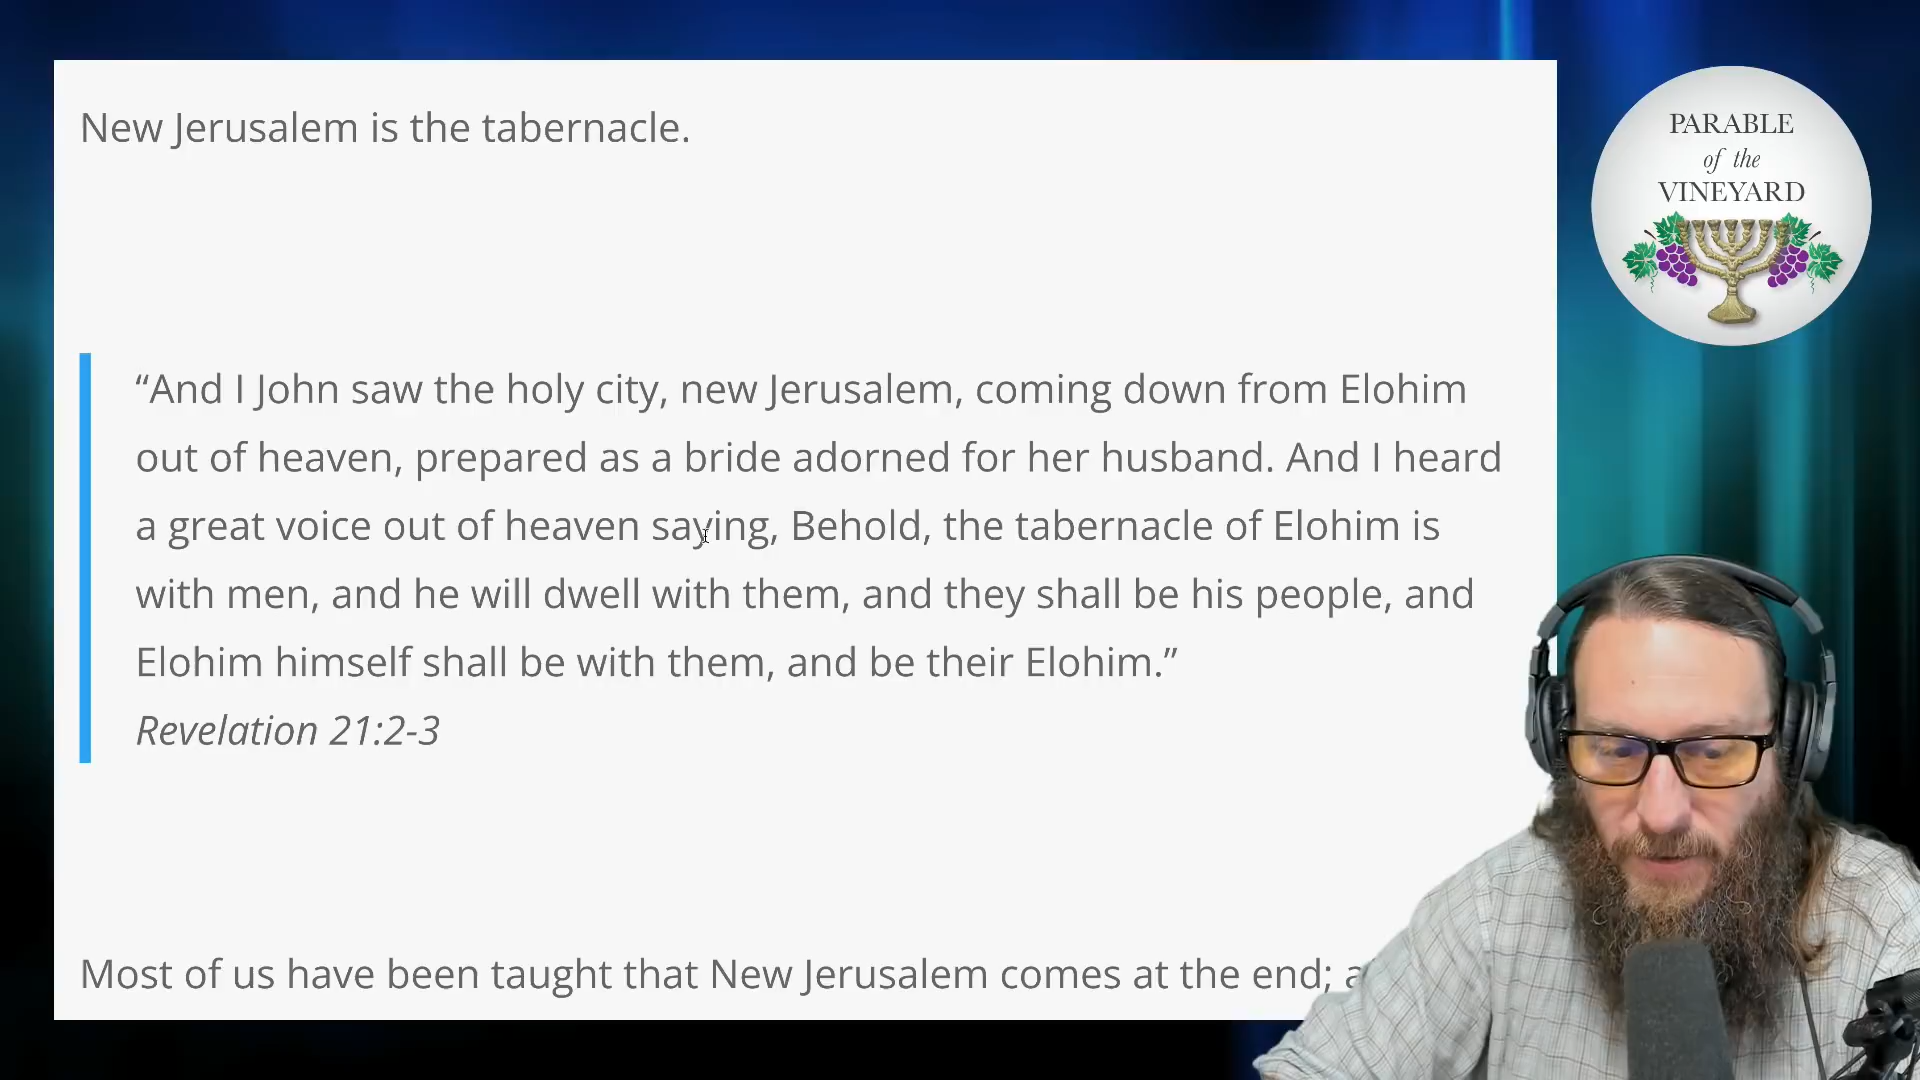 New Jerusalem is the tabernacle.
PARABLE
of the
VINEYARD
“And I John saw the holy city, new Jerusalem, coming down from Elohim
out of heaven, prepared as a bride adorned for her husband. And I heard
a great voice out of heaven saying, Behold, the tabernacle of Elohim is
with men, and he will dwell with them, and they shall be his people, and
Elohim himself shall be with them, and be their Elohim.”
Revelation 21:2-3
Most of us have been taught that New Jerusalem comes at the end;